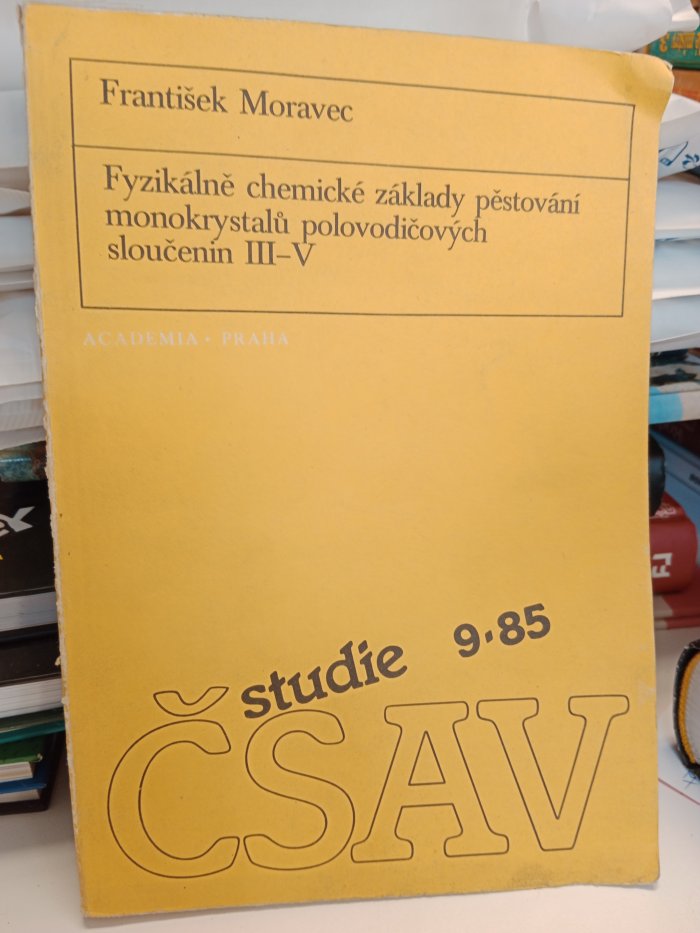 František Moravec
Fyzikálně chemické základy pěstování
monokrystalů polovodičových
sloučenin III–V
ACADEMIA • PRAHA
studie 9·85
ČSAV